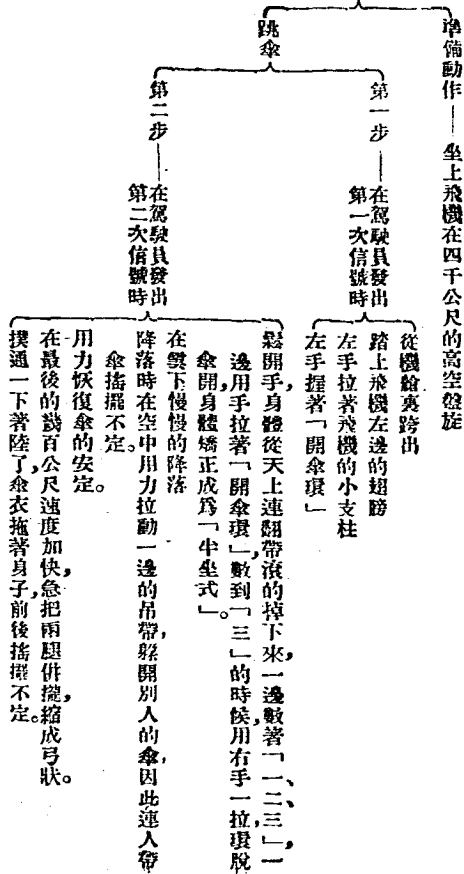 準備動作——坐上飛機在四千公尺的高空盤旋
跳傘
第一步——在駕駛員發出
第一次信號時
從機艙裏跨出
踏上飛機左邊的翅膀
左手拉著飛機的小支柱
左手握著「開傘環」
第二步——在駕駛員發出
第二次信號時
鬆開手,身體從天上連翻帶滾的掉下來,一邊數著「一、二、三」,一
邊用手拉著「開傘環」,數到「三」的時候,用右手一拉環脫
傘開,身體矯正成爲「半坐式」。
在傘下慢慢的降落
降落時在空中用力拉動一邊的吊帶,躲開別人的傘,因此連人帶
傘搖擺不定。
用力恢復傘的安定。
在最後的幾百公尺速度加快,急把兩腿併攏,縮成弓狀。
撲通一下著陸了,傘衣拖著身子前後搖擺不定。